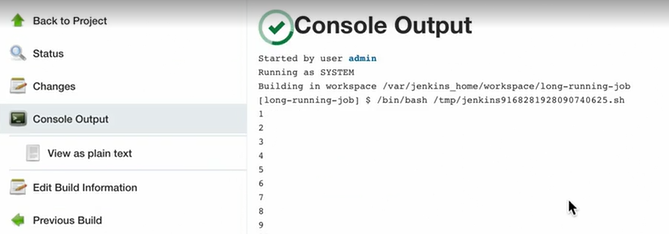 Back to Project
Status
Changes
Console Output
View as plain text
Edit Build Information
Previous Build
Console Output
Started by user admin
Running as SYSTEM
Building in workspace /var/jenkins_home/workspace/long-running-job
[long-running-job] $ /bin/bash /tmp/jenkins9168281928090740625.sh
1
2
3
4
5
6
7
8
9